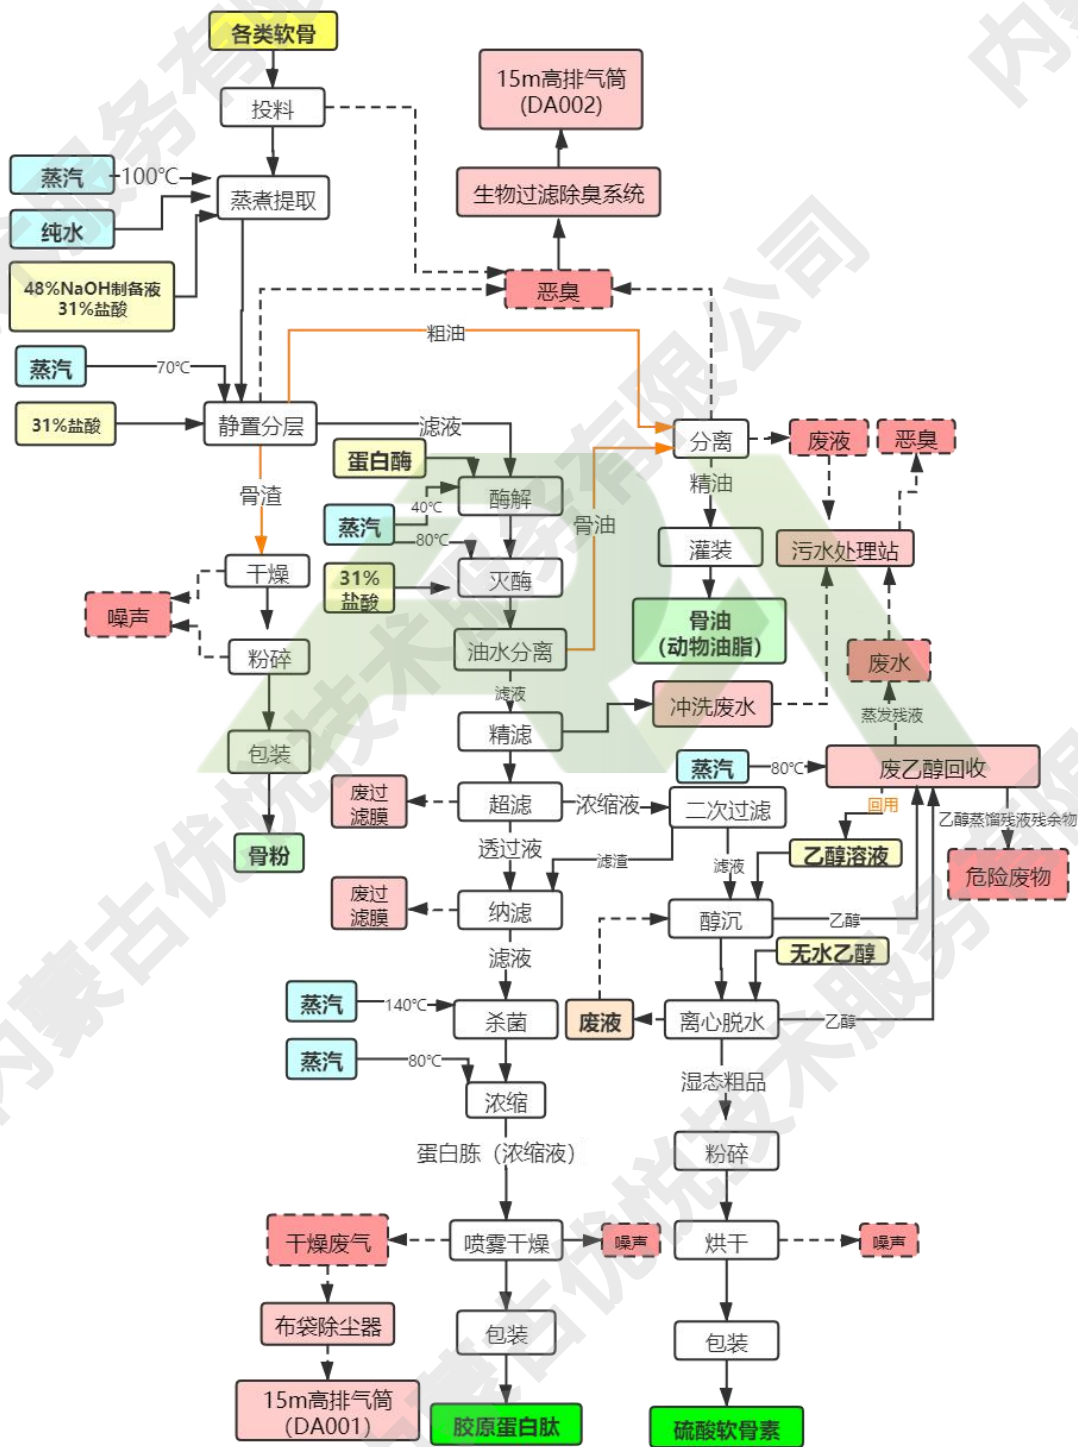 各类软骨
投料
15m高排气筒
(DA002)
蒸汽
100℃
蒸煮提取
生物过滤除臭系统
纯水
48%NaOH制备液
31%盐酸
恶臭
粗油
蒸汽
70℃
31%盐酸
静置分层
滤液
分离
废液
恶臭
蛋白酶
骨渣
酶解
40℃
精油
蒸汽
80℃
骨油
灌装
污水处理站
干燥
31%
盐酸
灭酶
噪声
骨油
（动物油脂）
粉碎
油水分离
废水
滤液
冲洗废水
蒸发残液
包装
精滤
蒸汽
80℃
废乙醇回收
废过
滤膜
超滤
浓缩液
二次过滤
回用
乙醇蒸馏残液残余物
骨粉
透过液
滤渣
滤液
乙醇溶液
危险废物
废过
滤膜
纳滤
醇沉
乙醇
滤液
无水乙醇
蒸汽
140℃
杀菌
废液
离心脱水
乙醇
蒸汽
80℃
湿态粗品
浓缩
蛋白胨（浓缩液）
粉碎
干燥废气
喷雾干燥
噪声
烘干
噪声
布袋除尘器
包装
包装
15m高排气筒
（DA001）
胶原蛋白肽
硫酸软骨素
内蒙古优悦技术服务有限公司